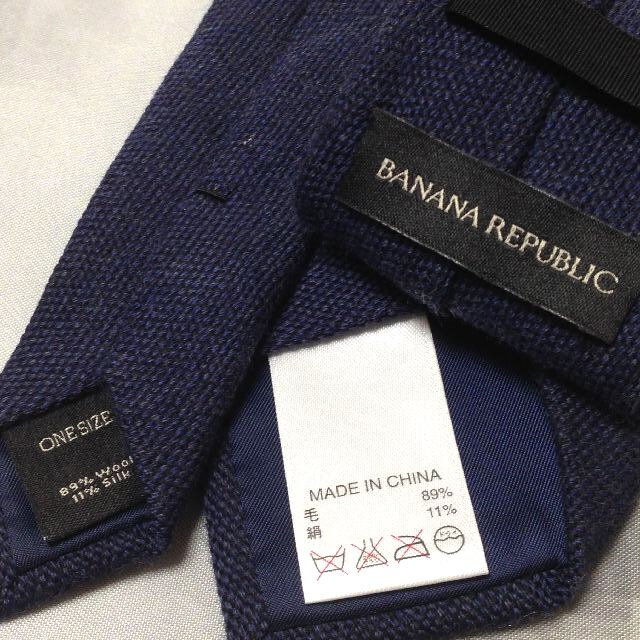 BANANA REPUBLIC
ONE SIZE
89% Wool
11% Silk
MADE IN CHINA
毛 89%
絹 11%